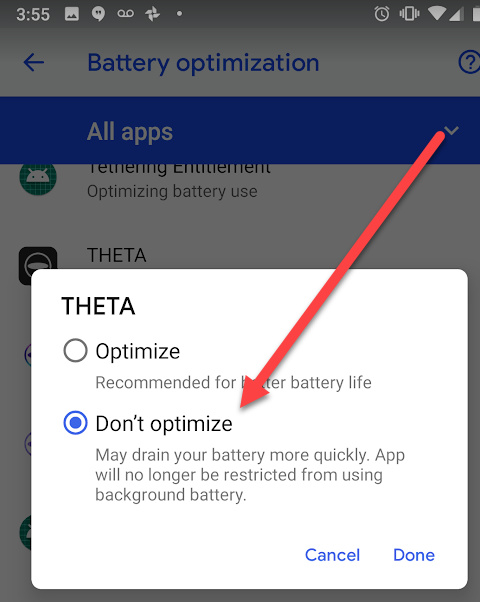 3:55
Battery optimization
All apps
Tethering Entitlement
Optimizing battery use
THETA
THETA
Optimize
Recommended for better battery life
Don't optimize
May drain your battery more quickly. App
will no longer be restricted from using
background battery.
Cancel Done